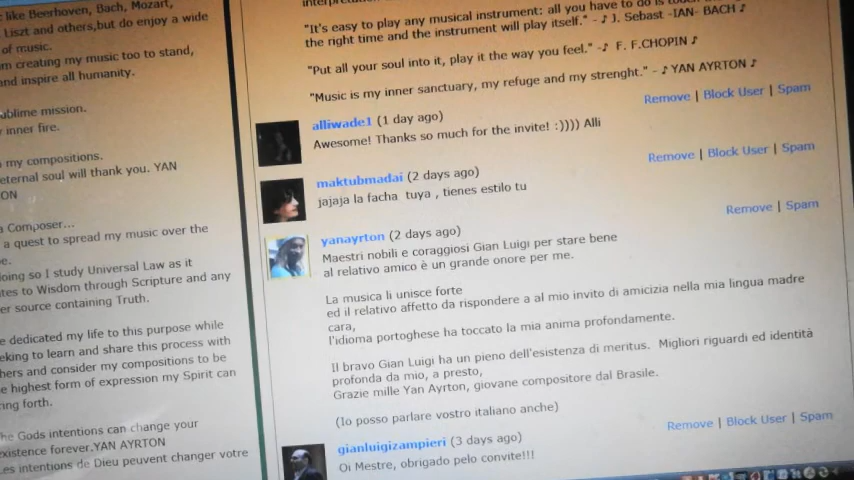 like Beerhoven, Bach, Mozart,
Liszt and others,but do enjoy a wide
of music.
creating my music too to stand,
and inspire all humanity.
sublime mission.
inner fire.
my compositions.
eternal soul will thank you. YAN
ON
Composer...
a quest to spread my music over the
doing so I study Universal Law as it
to Wisdom through Scripture and any
source containing Truth.
dedicated my life to this purpose while
to learn and share this process with
and consider my compositions to be
highest form of expression my Spirit can
forth.
Gods intentions can change your
existence forever.YAN AYRTON
Les intentions de Dieu peuvent changer votre
"It's easy to play any musical instrument: all you have to do is touch
the right time and the instrument will play itself." - ♪ J. Sebast -IAN- BACH ♪
"Put all your soul into it, play it the way you feel." -♪ F. F.CHOPIN ♪
"Music is my inner sanctuary, my refuge and my strenght." - ♪ YAN AYRTON ♪
Remove | Block User | Spam
alliwade1 (1 day ago)
Awesome! Thanks so much for the invite! :)))) Alli
Remove | Block User | Spam
maktubmadai (2 days ago)
jajaja la facha tuya , tienes estilo tu
Remove | Block User | Spam
yanayrton (2 days ago)
Remove | Spam
Maestri nobili e coraggiosi Gian Luigi per stare bene
al relativo amico è un grande onore per me.
La musica li unisce forte
ed il relativo affetto da rispondere a al mio invito di amicizia nella mia lingua madre
cara,
l'idioma portoghese ha toccato la mia anima profondamente.
Il bravo Gian Luigi ha un pieno dell'esistenza di meritus. Migliori riguardi ed identità
profonda da mio, a presto,
Grazie mille Yan Ayrton, giovane compositore dal Brasile.
(Io posso parlare vostro italiano anche)
Remove | Block User | Spam
gianluigizampieri (3 days ago)
Oi Mestre, obrigado pelo convite!!!